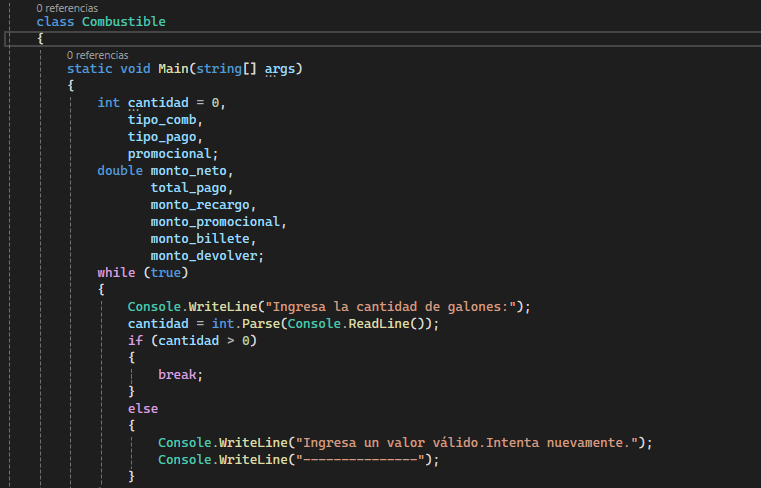 0 referencias
class Combustible
{
0 referencias
static void Main(string[] args)
{
int cantidad = 0,
tipo_comb,
tipo_pago,
promocional;
double monto_neto,
total_pago,
monto_recargo,
monto_promocional,
monto_billete,
monto_devolver;
while (true)
{
Console.WriteLine("Ingresa la cantidad de galones:");
cantidad = int.Parse(Console.ReadLine());
if (cantidad > 0)
{
break;
}
else
{
Console.WriteLine("Ingresa un valor válido.Intenta nuevamente.");
Console.WriteLine("---------------");
}